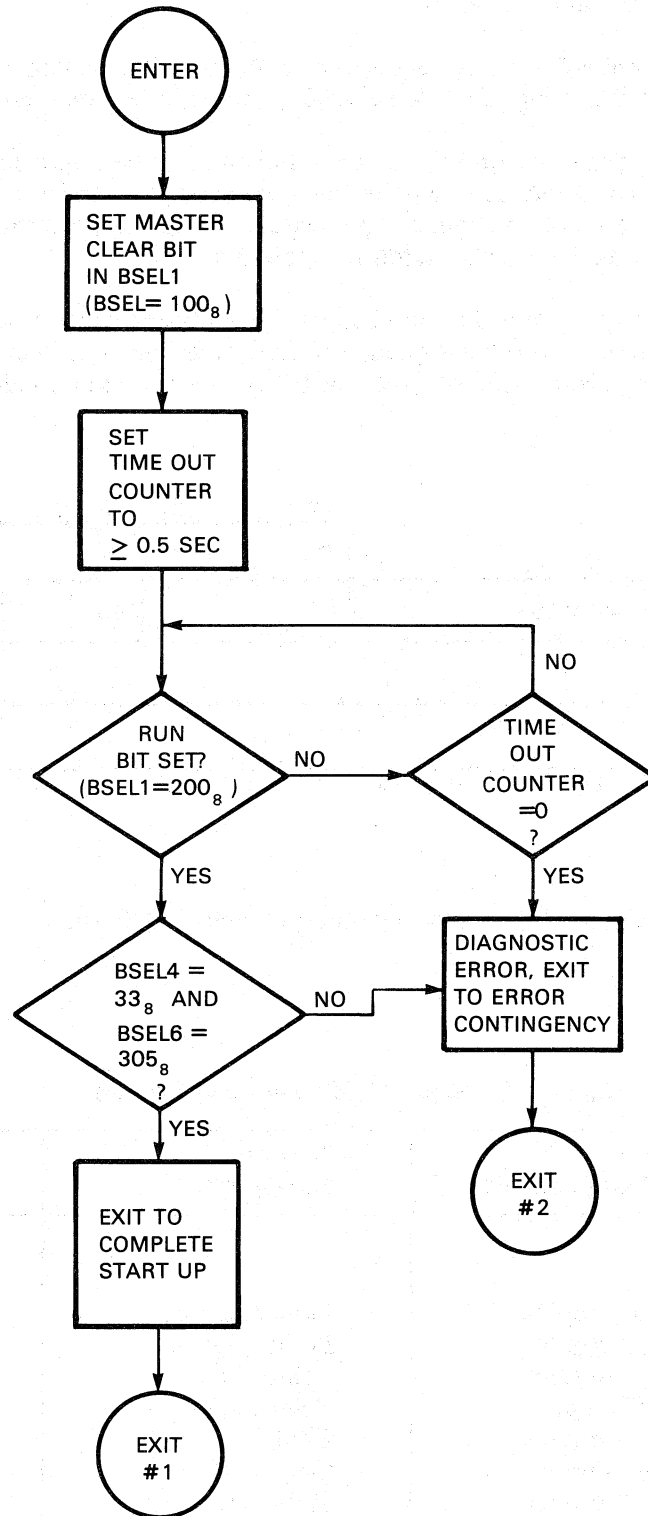 ENTER
SET MASTER
CLEAR BIT
IN BSEL1
(BSEL= 100₈)
SET
TIME OUT
COUNTER
TO
≥ 0.5 SEC
RUN
BIT SET?
(BSEL1=200₈ )
NO
YES
TIME
OUT
COUNTER
=0
?
NO
YES
BSEL4 =
33₈ AND
BSEL6 =
305₈
?
NO
YES
DIAGNOSTIC
ERROR, EXIT
TO ERROR
CONTINGENCY
EXIT
#2
EXIT TO
COMPLETE
START UP
EXIT
#1